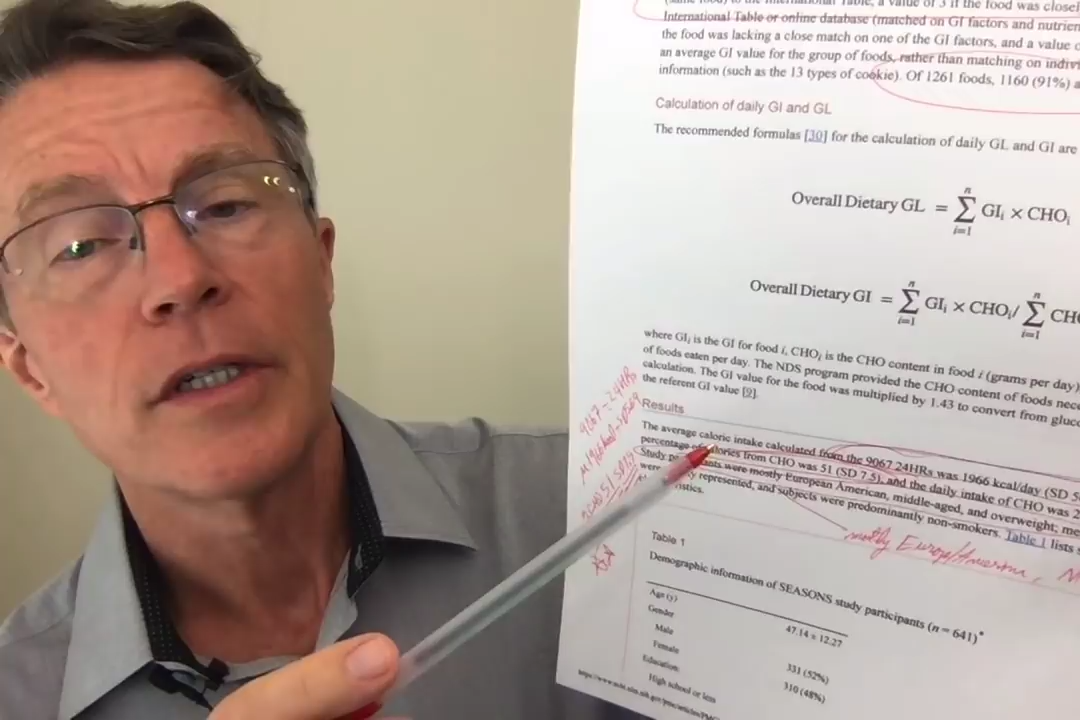 International Table or online database (matched on GI factors and nutrien
the food was lacking a close match on one of the GI factors, and a value o
an average GI value for the group of foods, rather than matching on indivi
information (such as the 13 types of cookie). Of 1261 foods, 1160 (91%) a
Calculation of daily GI and GL
The recommended formulas [30] for the calculation of daily GL and GI are
Overall Dietary GL = n ∑ i=1 GIi × CHOi
Overall Dietary GI = n ∑ i=1 GIi × CHOi / n ∑ i=1 CHO
where GIi is the GI for food i, CHOi is the CHO content in food i (grams per day)
of foods eaten per day. The NDS program provided the CHO content of foods nece
calculation. The GI value for the food was multiplied by 1.43 to convert from gluco
the referent GI value [9].
Results
The average caloric intake calculated from the 9067 24HRs was 1966 kcal/day (SD 5
percentage of calories from CHO was 51 (SD 7.5), and the daily intake of CHO was 2
Study were mostly European American, middle-aged, and overweight; me
represented, and subjects were predominantly non-smokers. Table 1 lists s
9067 = 24HRs
mostly Europe/American,
Table 1
Demographic information of SEASONS study participants (n = 641)*
Age (y) 47.14 ± 12.27
Gender
Male 331 (52%)
Female 310 (48%)
Education:
High school or less